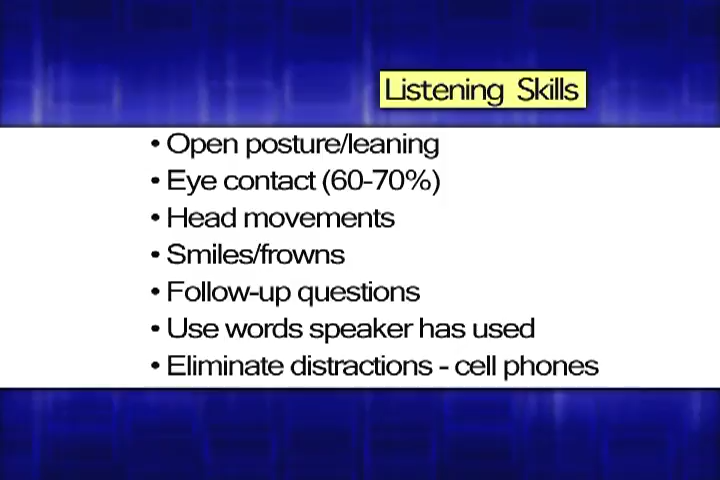 Listening Skills
• Open posture/leaning
• Eye contact (60-70%)
• Head movements
• Smiles/frowns
• Follow-up questions
• Use words speaker has used
• Eliminate distractions - cell phones